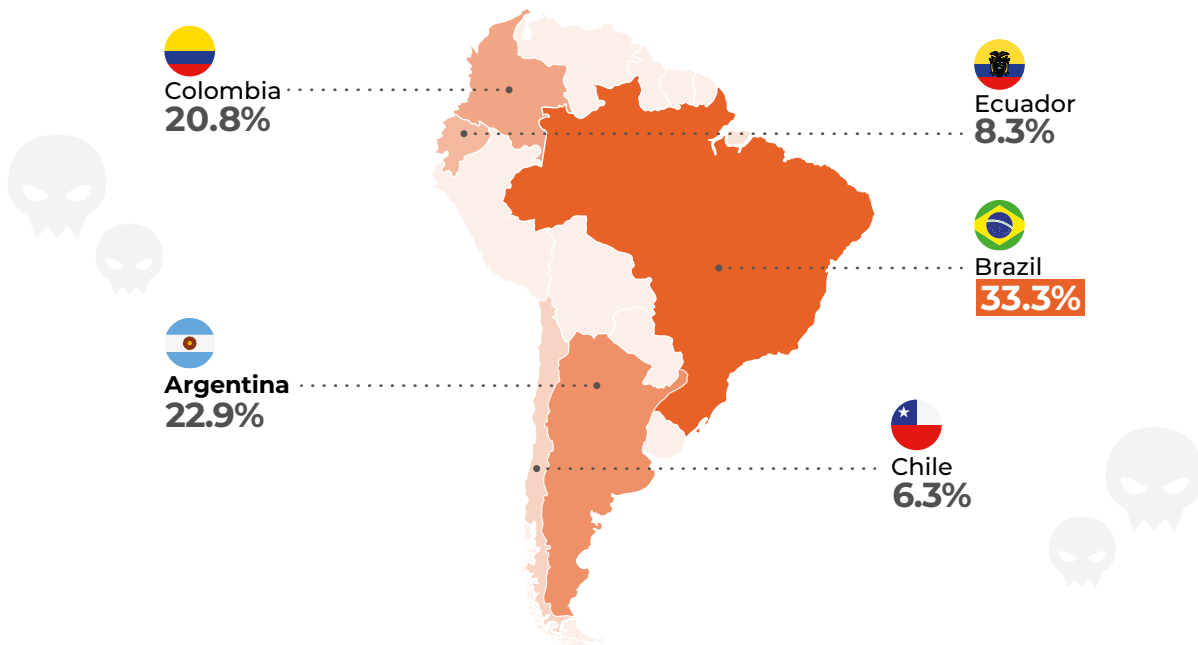 Colombia
20.8%
Ecuador
8.3%
Brazil
33.3%
Argentina
22.9%
Chile
6.3%